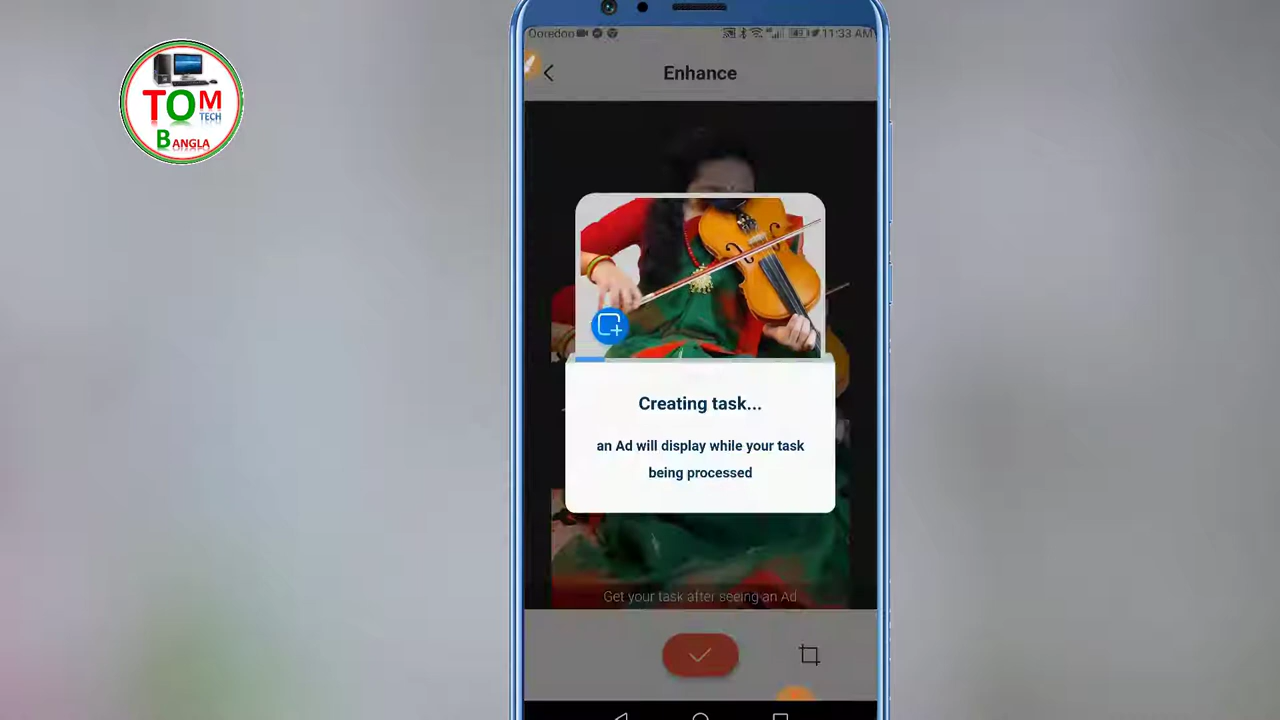 TOM
TECH
BANGLA
Ooredoo
11:33 AM
Enhance
Creating task...
an Ad will display while your task
being processed
Get your task after seeing an Ad